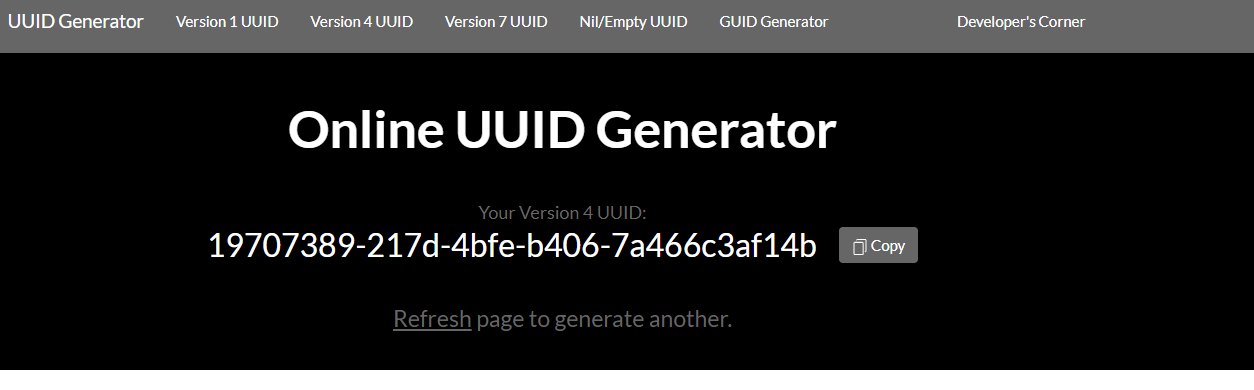 UUID Generator Version 1 UUID Version 4 UUID Version 7 UUID Nil/Empty UUID GUID Generator Developer's Corner
Online UUID Generator
Your Version 4 UUID:
19707389-217d-4bfe-b406-7a466c3af14b Copy
Refresh page to generate another.